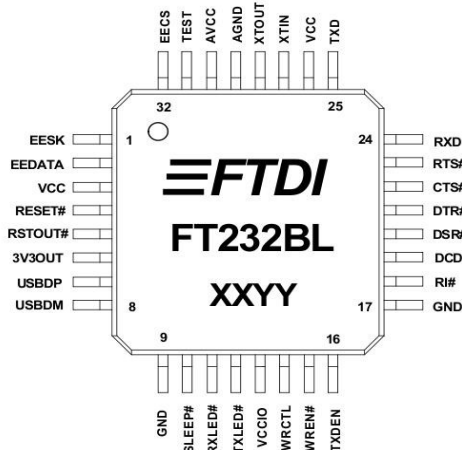 EECS TEST AVCC AGND XTOUT XTIN VCC TXD
32 25
1 24
EESK RXD
EEDATA RTS#
VCC CTS#
RESET# DTR#
RSTOUT# DSR#
3V3OUT DCD
USBDP RI#
USBDM GND
FTDI
FT232BL
XXYY
8 17
9 16
GND SLEEP# RXLED# TXLED# VCCIO WRCTL WREN# TXDEN